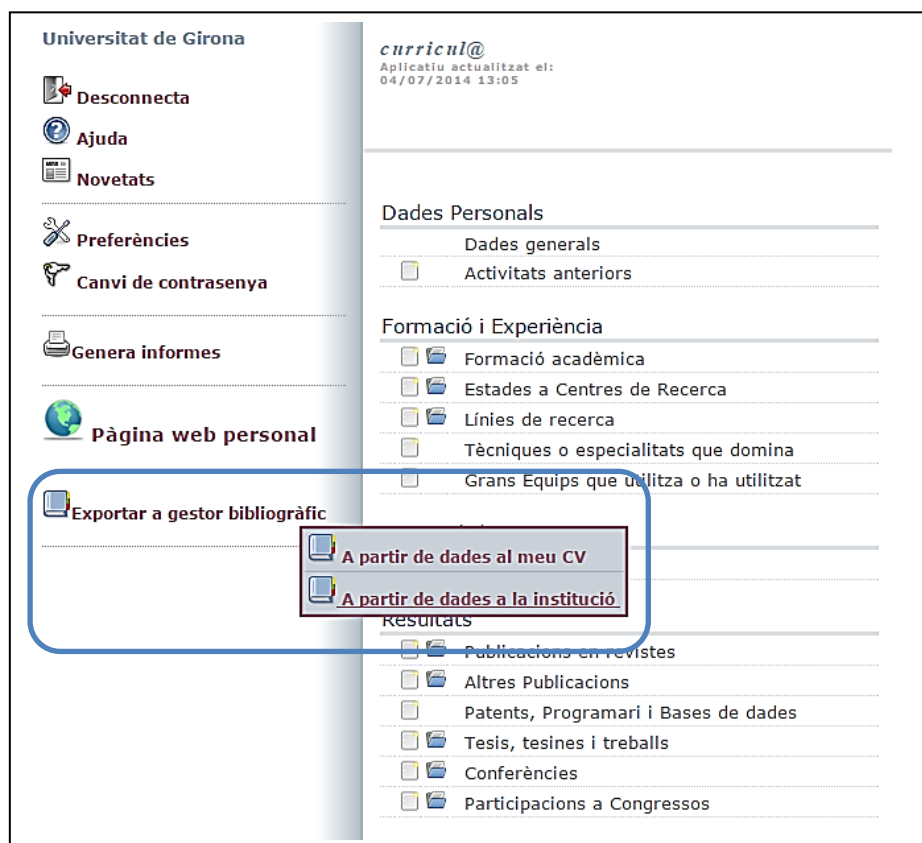 Universitat de Girona
Desconnecta
Ajuda
Novetats
Preferències
Canvi de contrasenya
Genera informes
Pàgina web personal
Exportar a gestor bibliogràfic
A partir de dades al meu CV
A partir de dades a la institució
curricul@
Aplicatiu actualitzat el:
04/07/2014 13:05
Dades Personals
Dades generals
Activitats anteriors
Formació i Experiència
Formació acadèmica
Estades a Centres de Recerca
Línies de recerca
Tècniques o especialitats que domina
Grans Equips que utilitza o ha utilitzat
Resultats
Publicacions en revistes
Altres Publicacions
Patents, Programari i Bases de dades
Tesis, tesines i treballs
Conferències
Participacions a Congressos